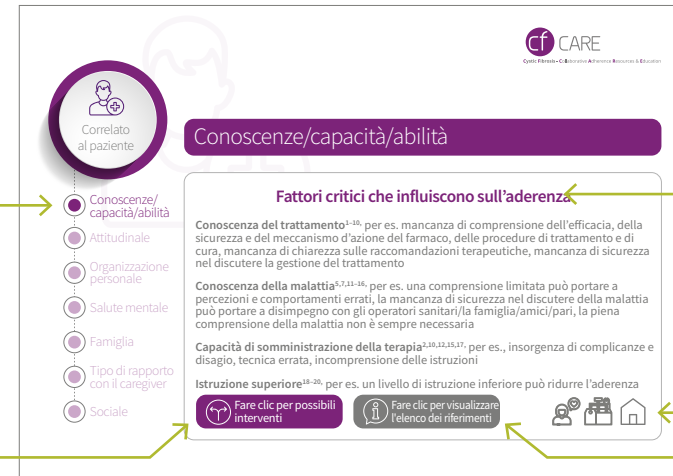 cf CARE
Cystic Fibrosis – CollAborative Adherence Resources & Education
Correlato
al paziente
Conoscenze/capacità/abilità
Conoscenze/
capacità/abilità
Attitudinale
Organizzazione
personale
Salute mentale
Famiglia
Tipo di rapporto
con il caregiver
Sociale
Fattori critici che influiscono sull’aderenza
Conoscenza del trattamento1-10, per es. mancanza di comprensione dell'efficacia, della
sicurezza e del meccanismo d’azione del farmaco, delle procedure di trattamento e di
cura, mancanza di chiarezza sulle raccomandazioni terapeutiche, mancanza di sicurezza
nel discutere la gestione del trattamento
Conoscenza della malattia5,7,11-16, per es. una comprensione limitata può portare a
percezioni e comportamenti errati, la mancanza di sicurezza nel discutere della malattia
può portare a disimpegno con gli operatori sanitari/la famiglia/amici/pari, la piena
comprensione della malattia non è sempre necessaria
Capacità di somministrazione della terapia2,10,12,15,17, per es., insorgenza di complicanze e
disagio, tecnica errata, incomprensione delle istruzioni
Istruzione superiore18-20, per es. un livello di istruzione inferiore può ridurre l’aderenza
Fare clic per possibili
interventi
Fare clic per visualizzare
l'elenco dei riferimenti